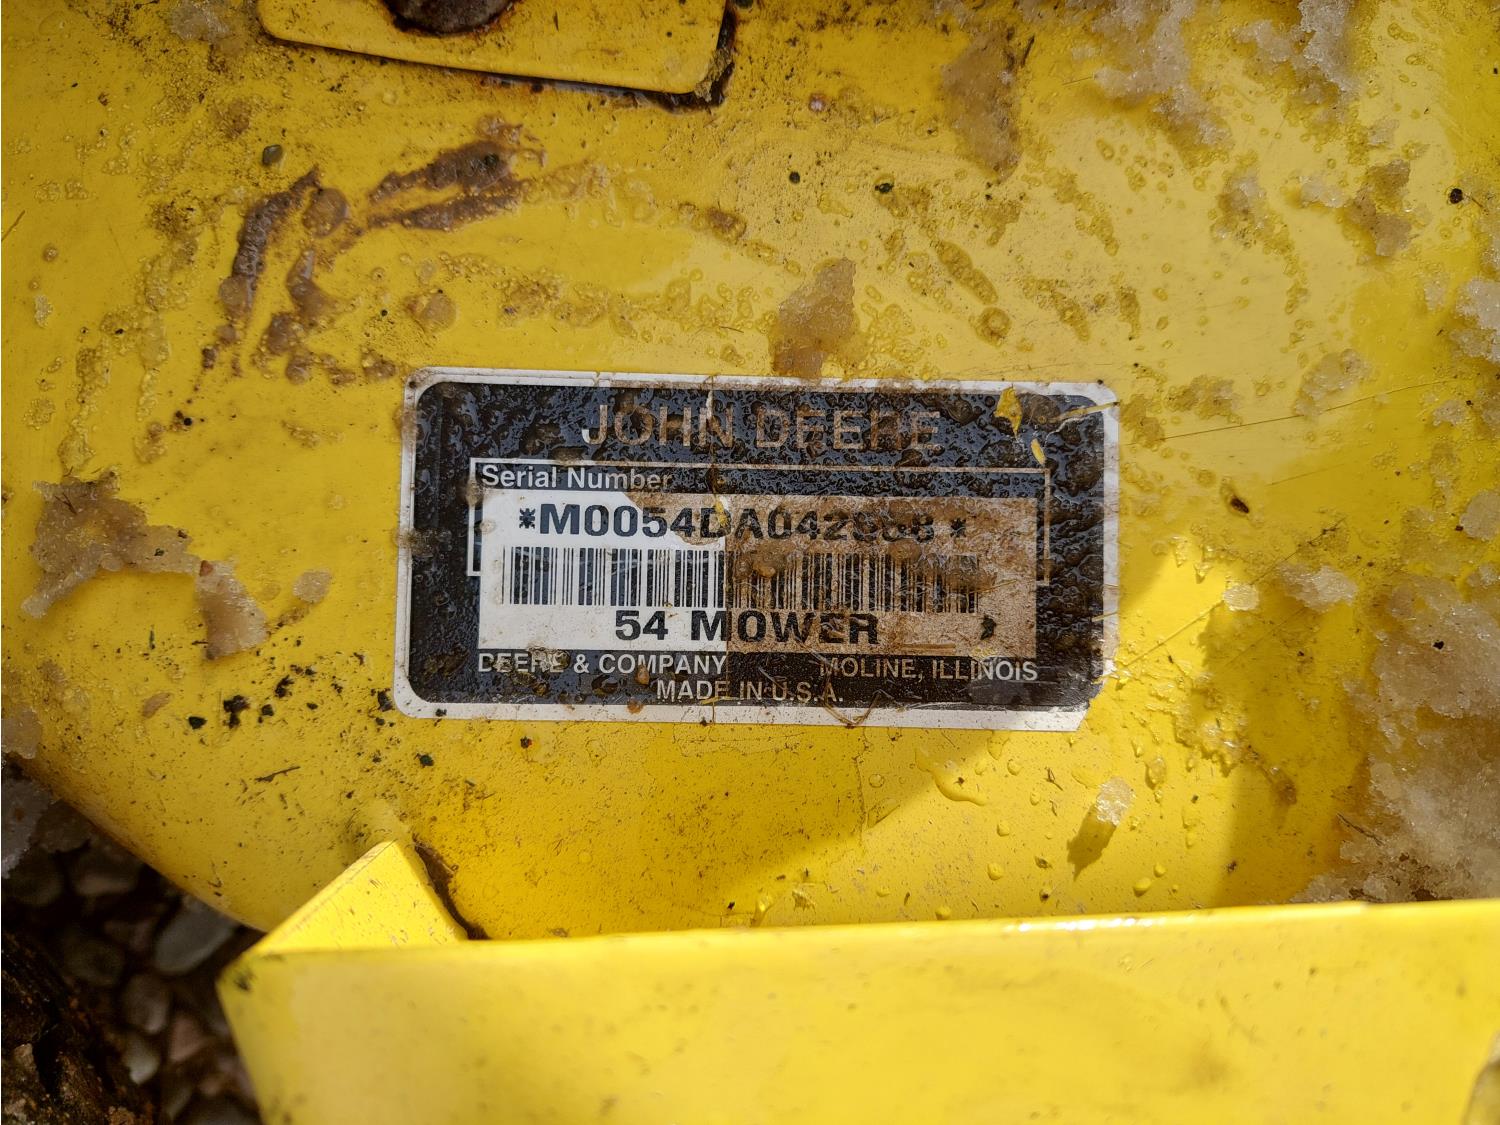 JOHN DEERE
Serial Number
54 MOWER
DEERE & COMPANY MOLINE, ILLINOIS
MADE IN U.S.A.